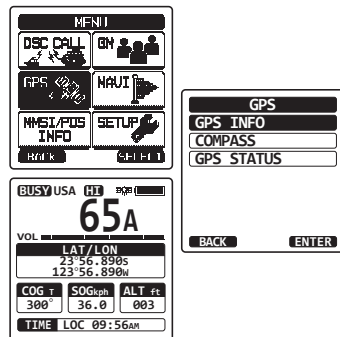 MENU
DSC CALL GM
GPS NAVI
MMSI/POS INFO SETUP
BACK SELECT
GPS
GPS INFO
COMPASS
GPS STATUS
BACK ENTER
BUSY USA HI
65A
VOL
LAT/LON
23°56.890S
123°56.890W
COG T SOGkph ALT ft
300° 36.0 003
TIME LOC 09:56AM